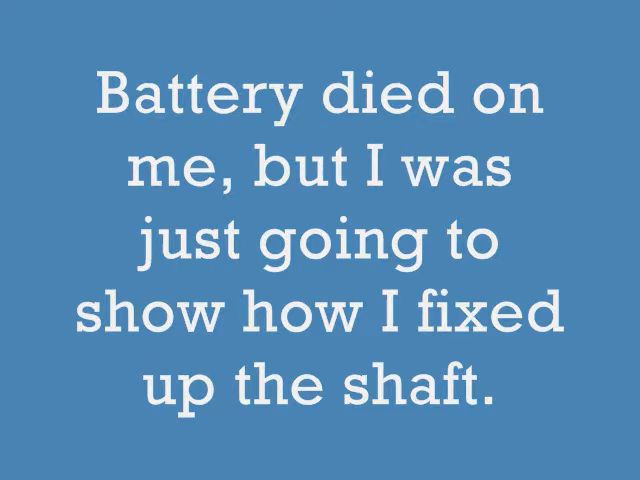 Battery died on
me, but I was
just going to
show how I fixed
up the shaft.